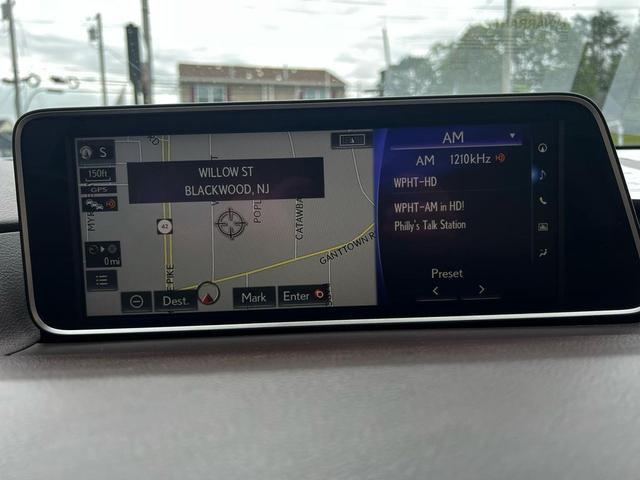 S
150ft
GPS
0 mi
WILLOW ST
BLACKWOOD, NJ
42
PIKE
CATAWBA
GANTTOWN R
POPL
Dest.
Mark
Enter
AM
AM 1210kHz
WPHT-HD
WPHT-AM in HD!
Philly's Talk Station
Preset
< >